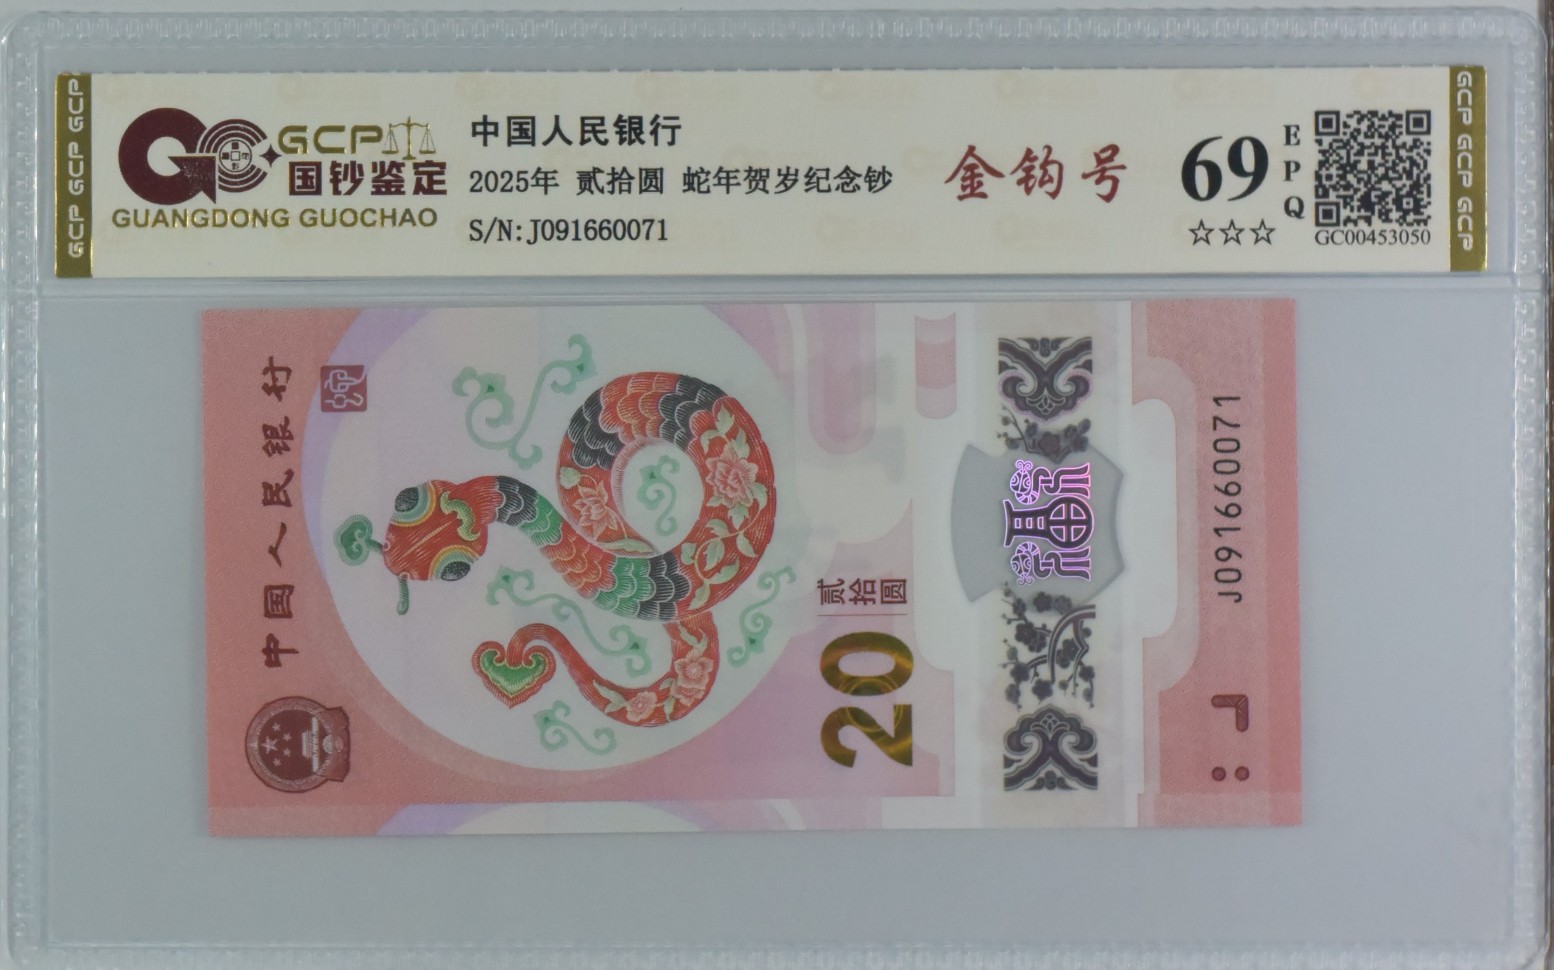 GCP GCP GCP
GCP
国钞鉴定
GUANGDONG GUOCHAO
中国人民银行
2025年 贰拾圆 蛇年贺岁纪念钞
S/N:J091660071
金钩号
69
EPQ
☆☆☆
GC00453050
GCP GCP GCP
中国人民银行
贰拾圆
20
J091660071